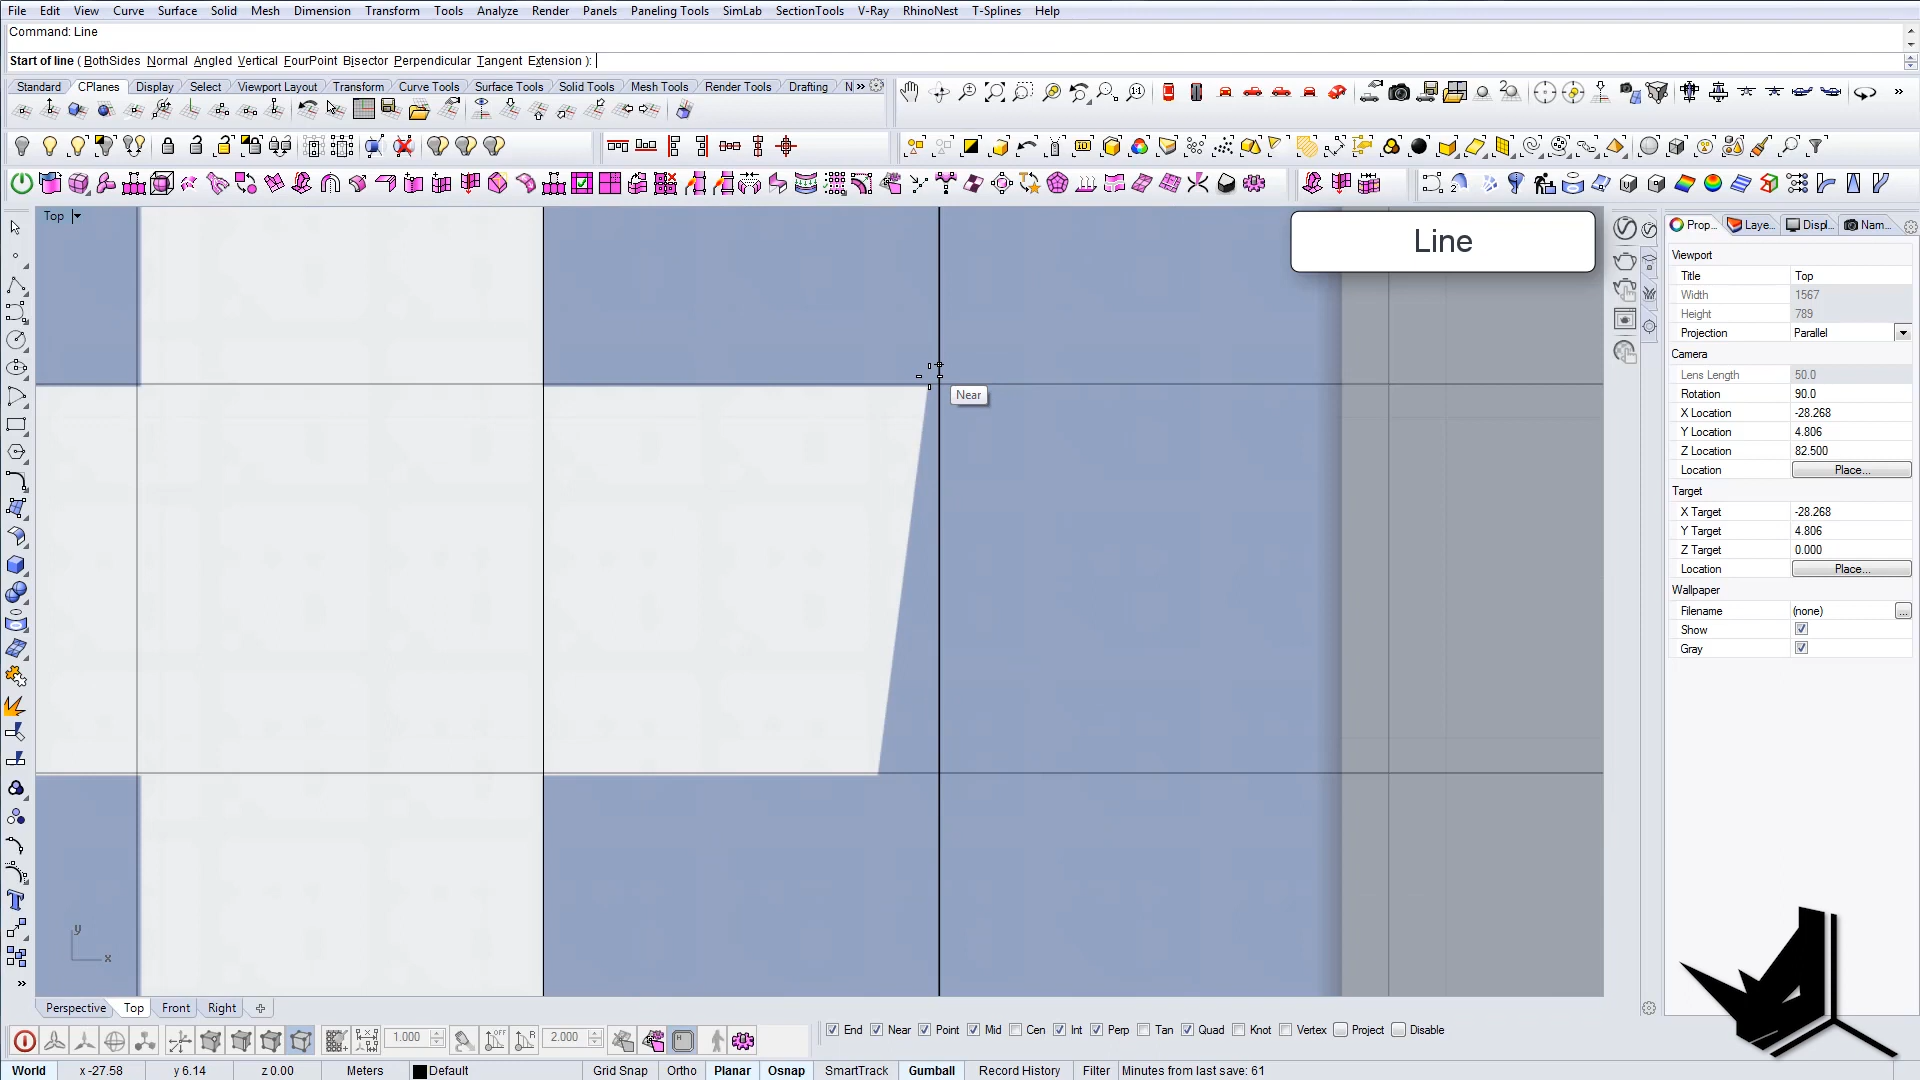 File Edit View Curve Surface Solid Mesh Dimension Transform Tools Analyze Render Panels Paneling Tools SimLab SectionTools V-Ray RhinoNest T-Splines Help
Command: Line
Start of line ( BothSides Normal Angled Vertical FourPoint Bisector Perpendicular Tangent Extension ):
Standard CPlanes Display Select Viewport Layout Transform Curve Tools Surface Tools Solid Tools Mesh Tools Render Tools Drafting N »
Top
Line
Prop... Laye... Displ... Nam...
Viewport
Title Top
Width 1567
Height 789
Projection Parallel
Camera
Lens Length 50.0
Rotation 90.0
X Location -28.268
Y Location 4.806
Z Location 82.500
Location Place...
Target
X Target -28.268
Y Target 4.806
Z Target 0.000
Location Place...
Wallpaper
Filename (none) ...
Show
Gray
Near
y
x
Perspective Top Front Right
1.000 2.000
End Near Point Mid Cen Int Perp Tan Quad Knot Vertex Project Disable
World x -27.58 y 6.14 z 0.00 Meters Default Grid Snap Ortho Planar Osnap SmartTrack Gumball Record History Filter Minutes from last save: 61